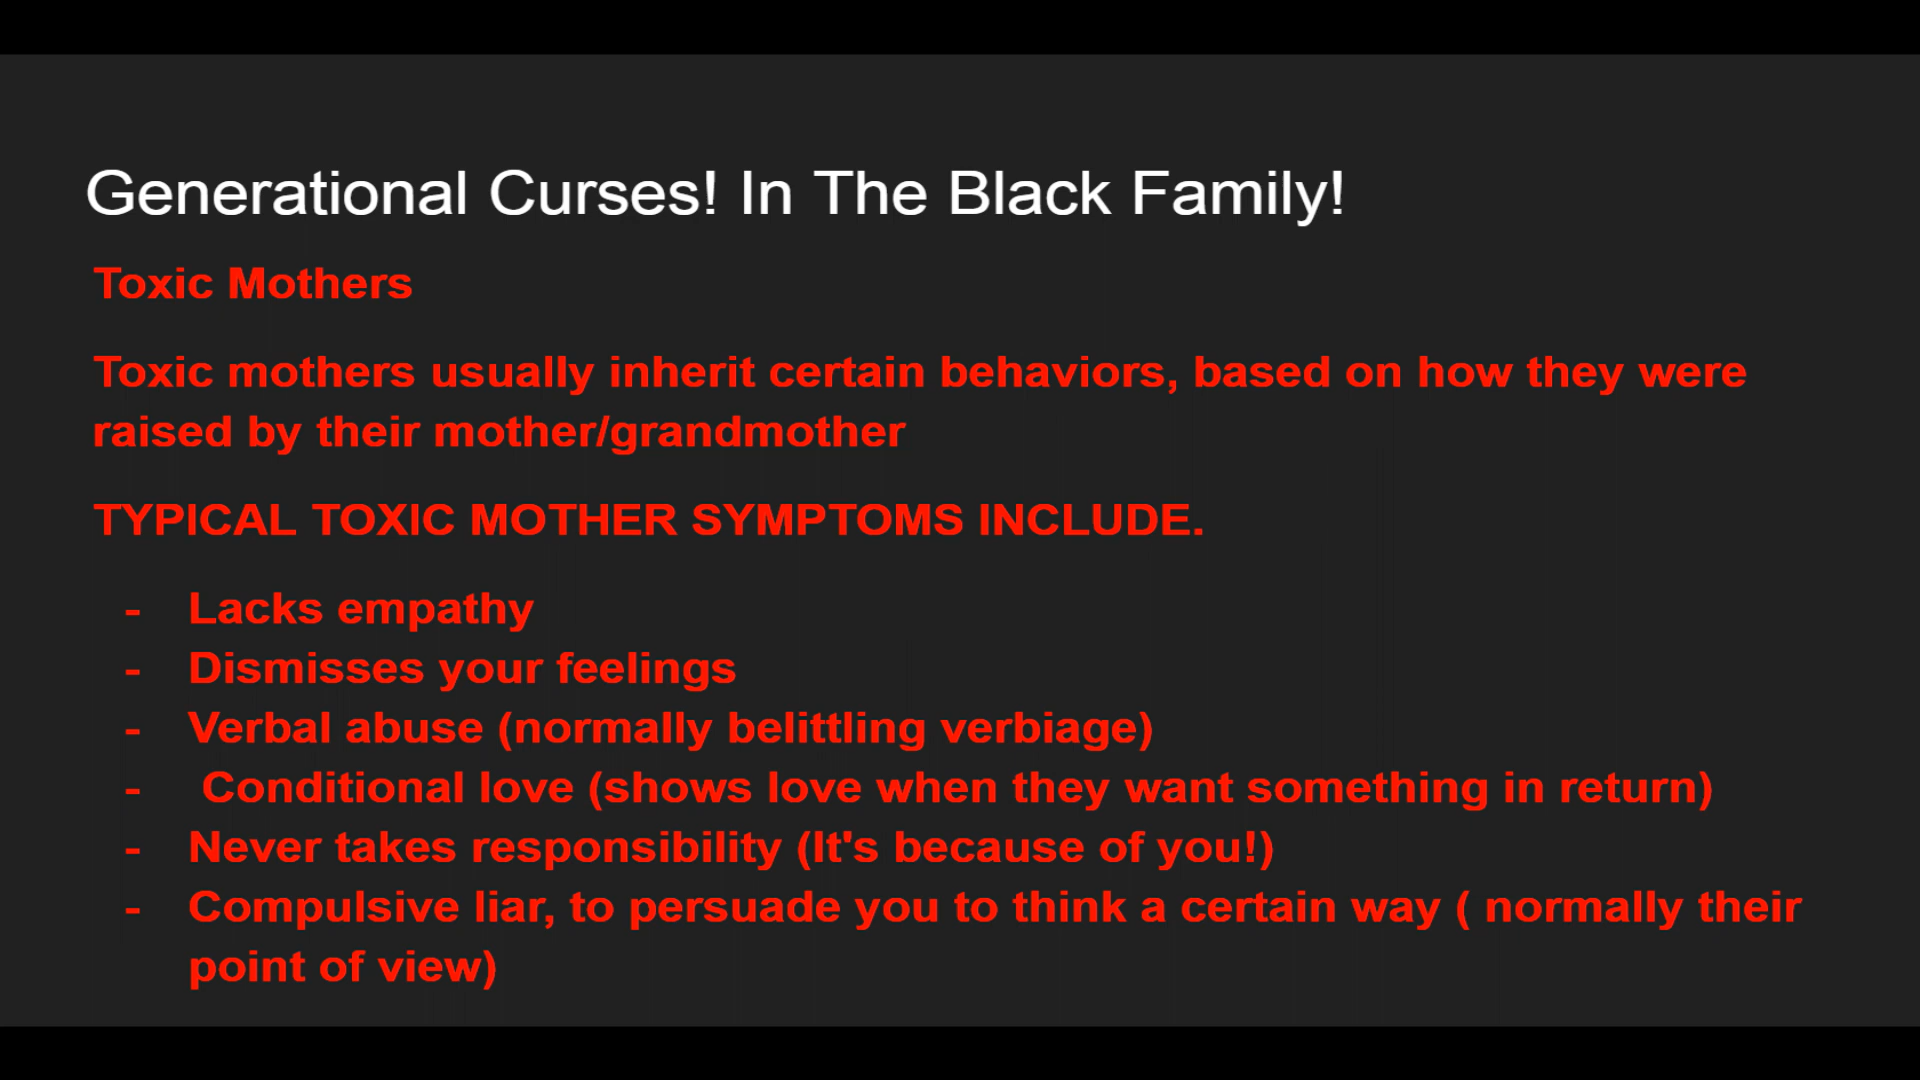 Generational Curses! In The Black Family!
Toxic Mothers
Toxic mothers usually inherit certain behaviors, based on how they were
raised by their mother/grandmother
TYPICAL TOXIC MOTHER SYMPTOMS INCLUDE.
- Lacks empathy
- Dismisses your feelings
- Verbal abuse (normally belittling verbiage)
- Conditional love (shows love when they want something in return)
- Never takes responsibility (It's because of you!)
- Compulsive liar, to persuade you to think a certain way ( normally their
point of view)